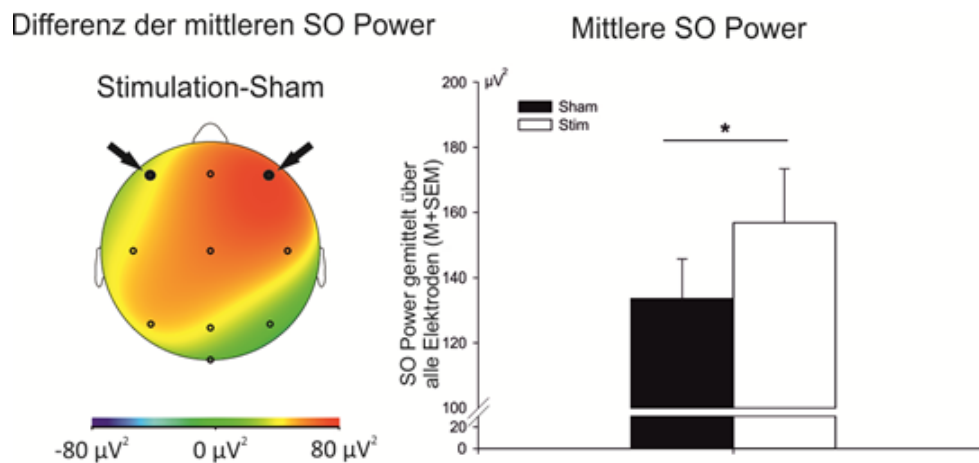 Differenz der mittleren SO Power
Stimulation-Sham
-80 µV² 0 µV² 80 µV²
Mittlere SO Power
µV²
200
180
160
140
120
100
20
0
SO Power gemittelt über
alle Elektroden (M+SEM)
Sham
Stim
*